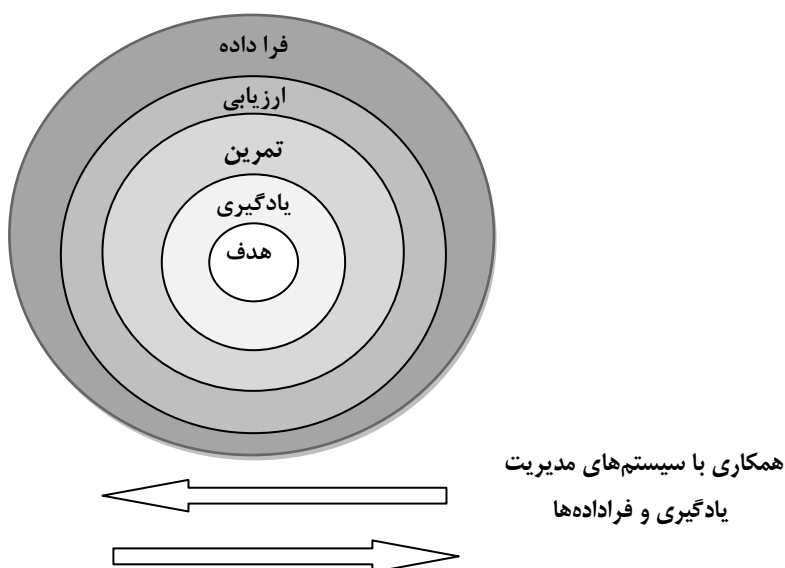 فرا داده
ارزیابی
تمرین
یادگیری
هدف
همکاری با سیستم‌های مدیریت
یادگیری و فراداده‌ها